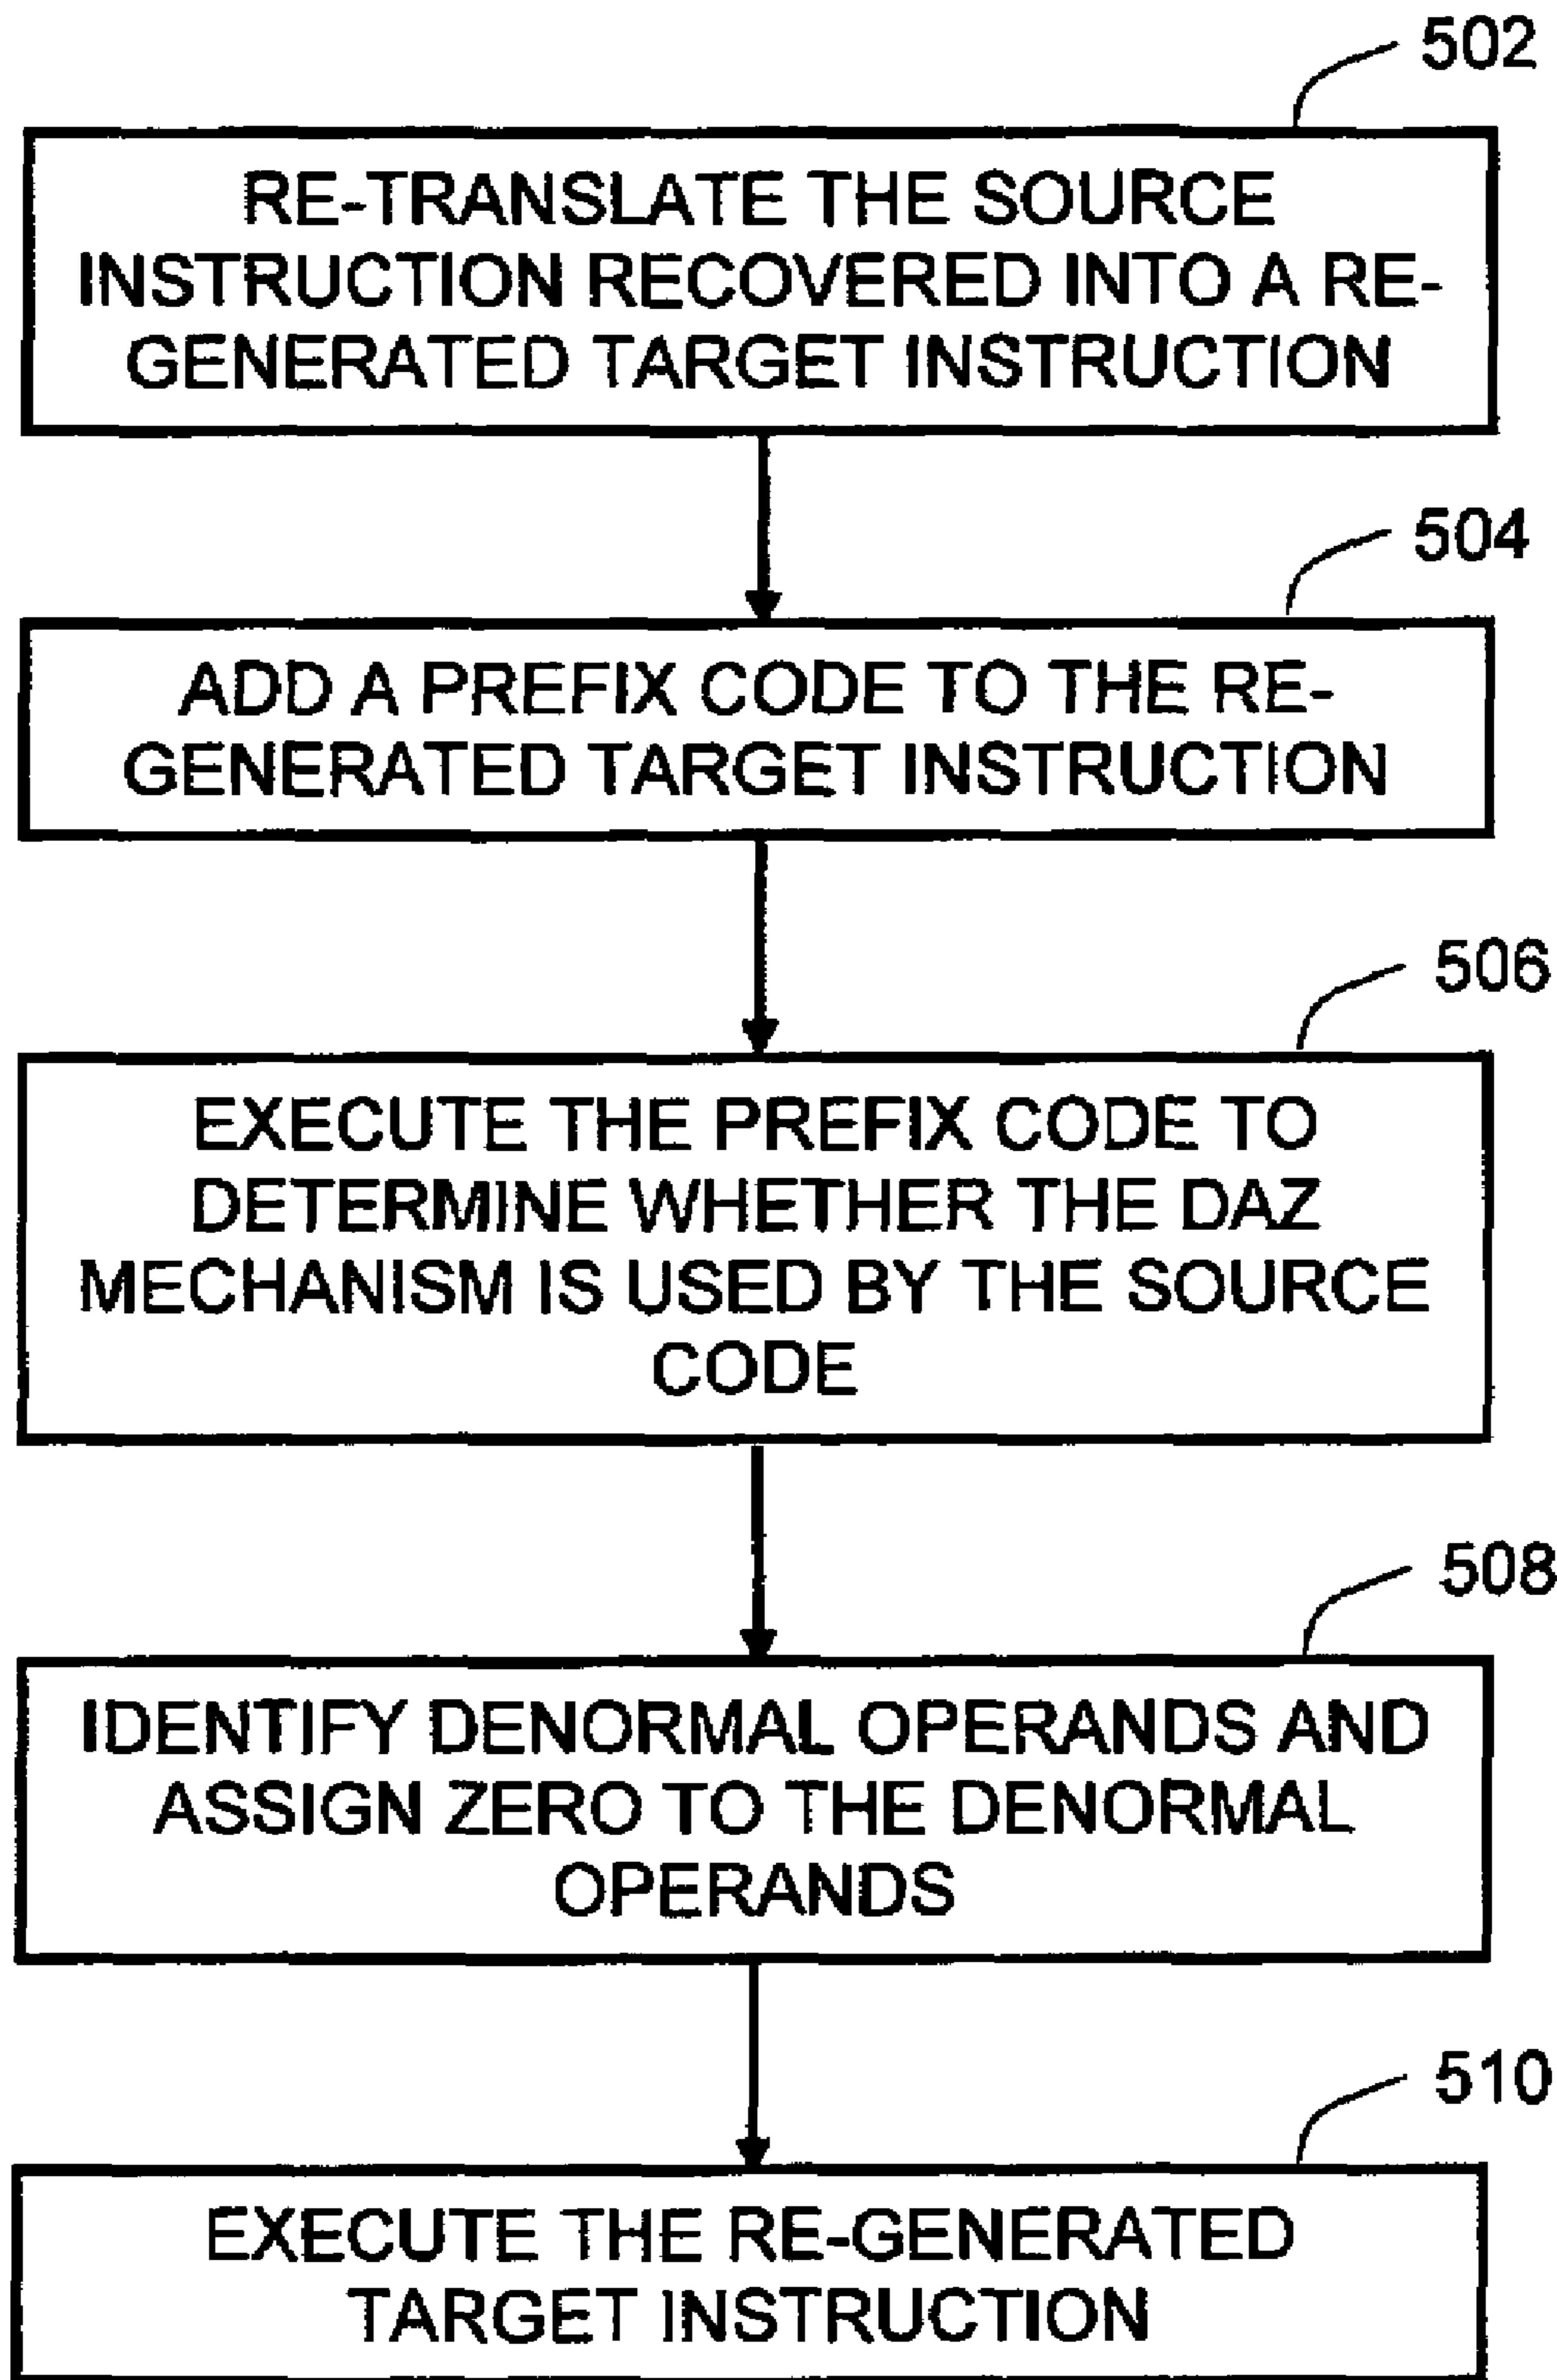 502
RE-TRANSLATE THE SOURCE
INSTRUCTION RECOVERED INTO A RE-
GENERATED TARGET INSTRUCTION
504
ADD A PREFIX CODE TO THE RE-
GENERATED TARGET INSTRUCTION
506
EXECUTE THE PREFIX CODE TO
DETERMINE WHETHER THE DAZ
MECHANISM IS USED BY THE SOURCE
CODE
508
IDENTIFY DENORMAL OPERANDS AND
ASSIGN ZERO TO THE DENORMAL
OPERANDS
510
EXECUTE THE RE-GENERATED
TARGET INSTRUCTION